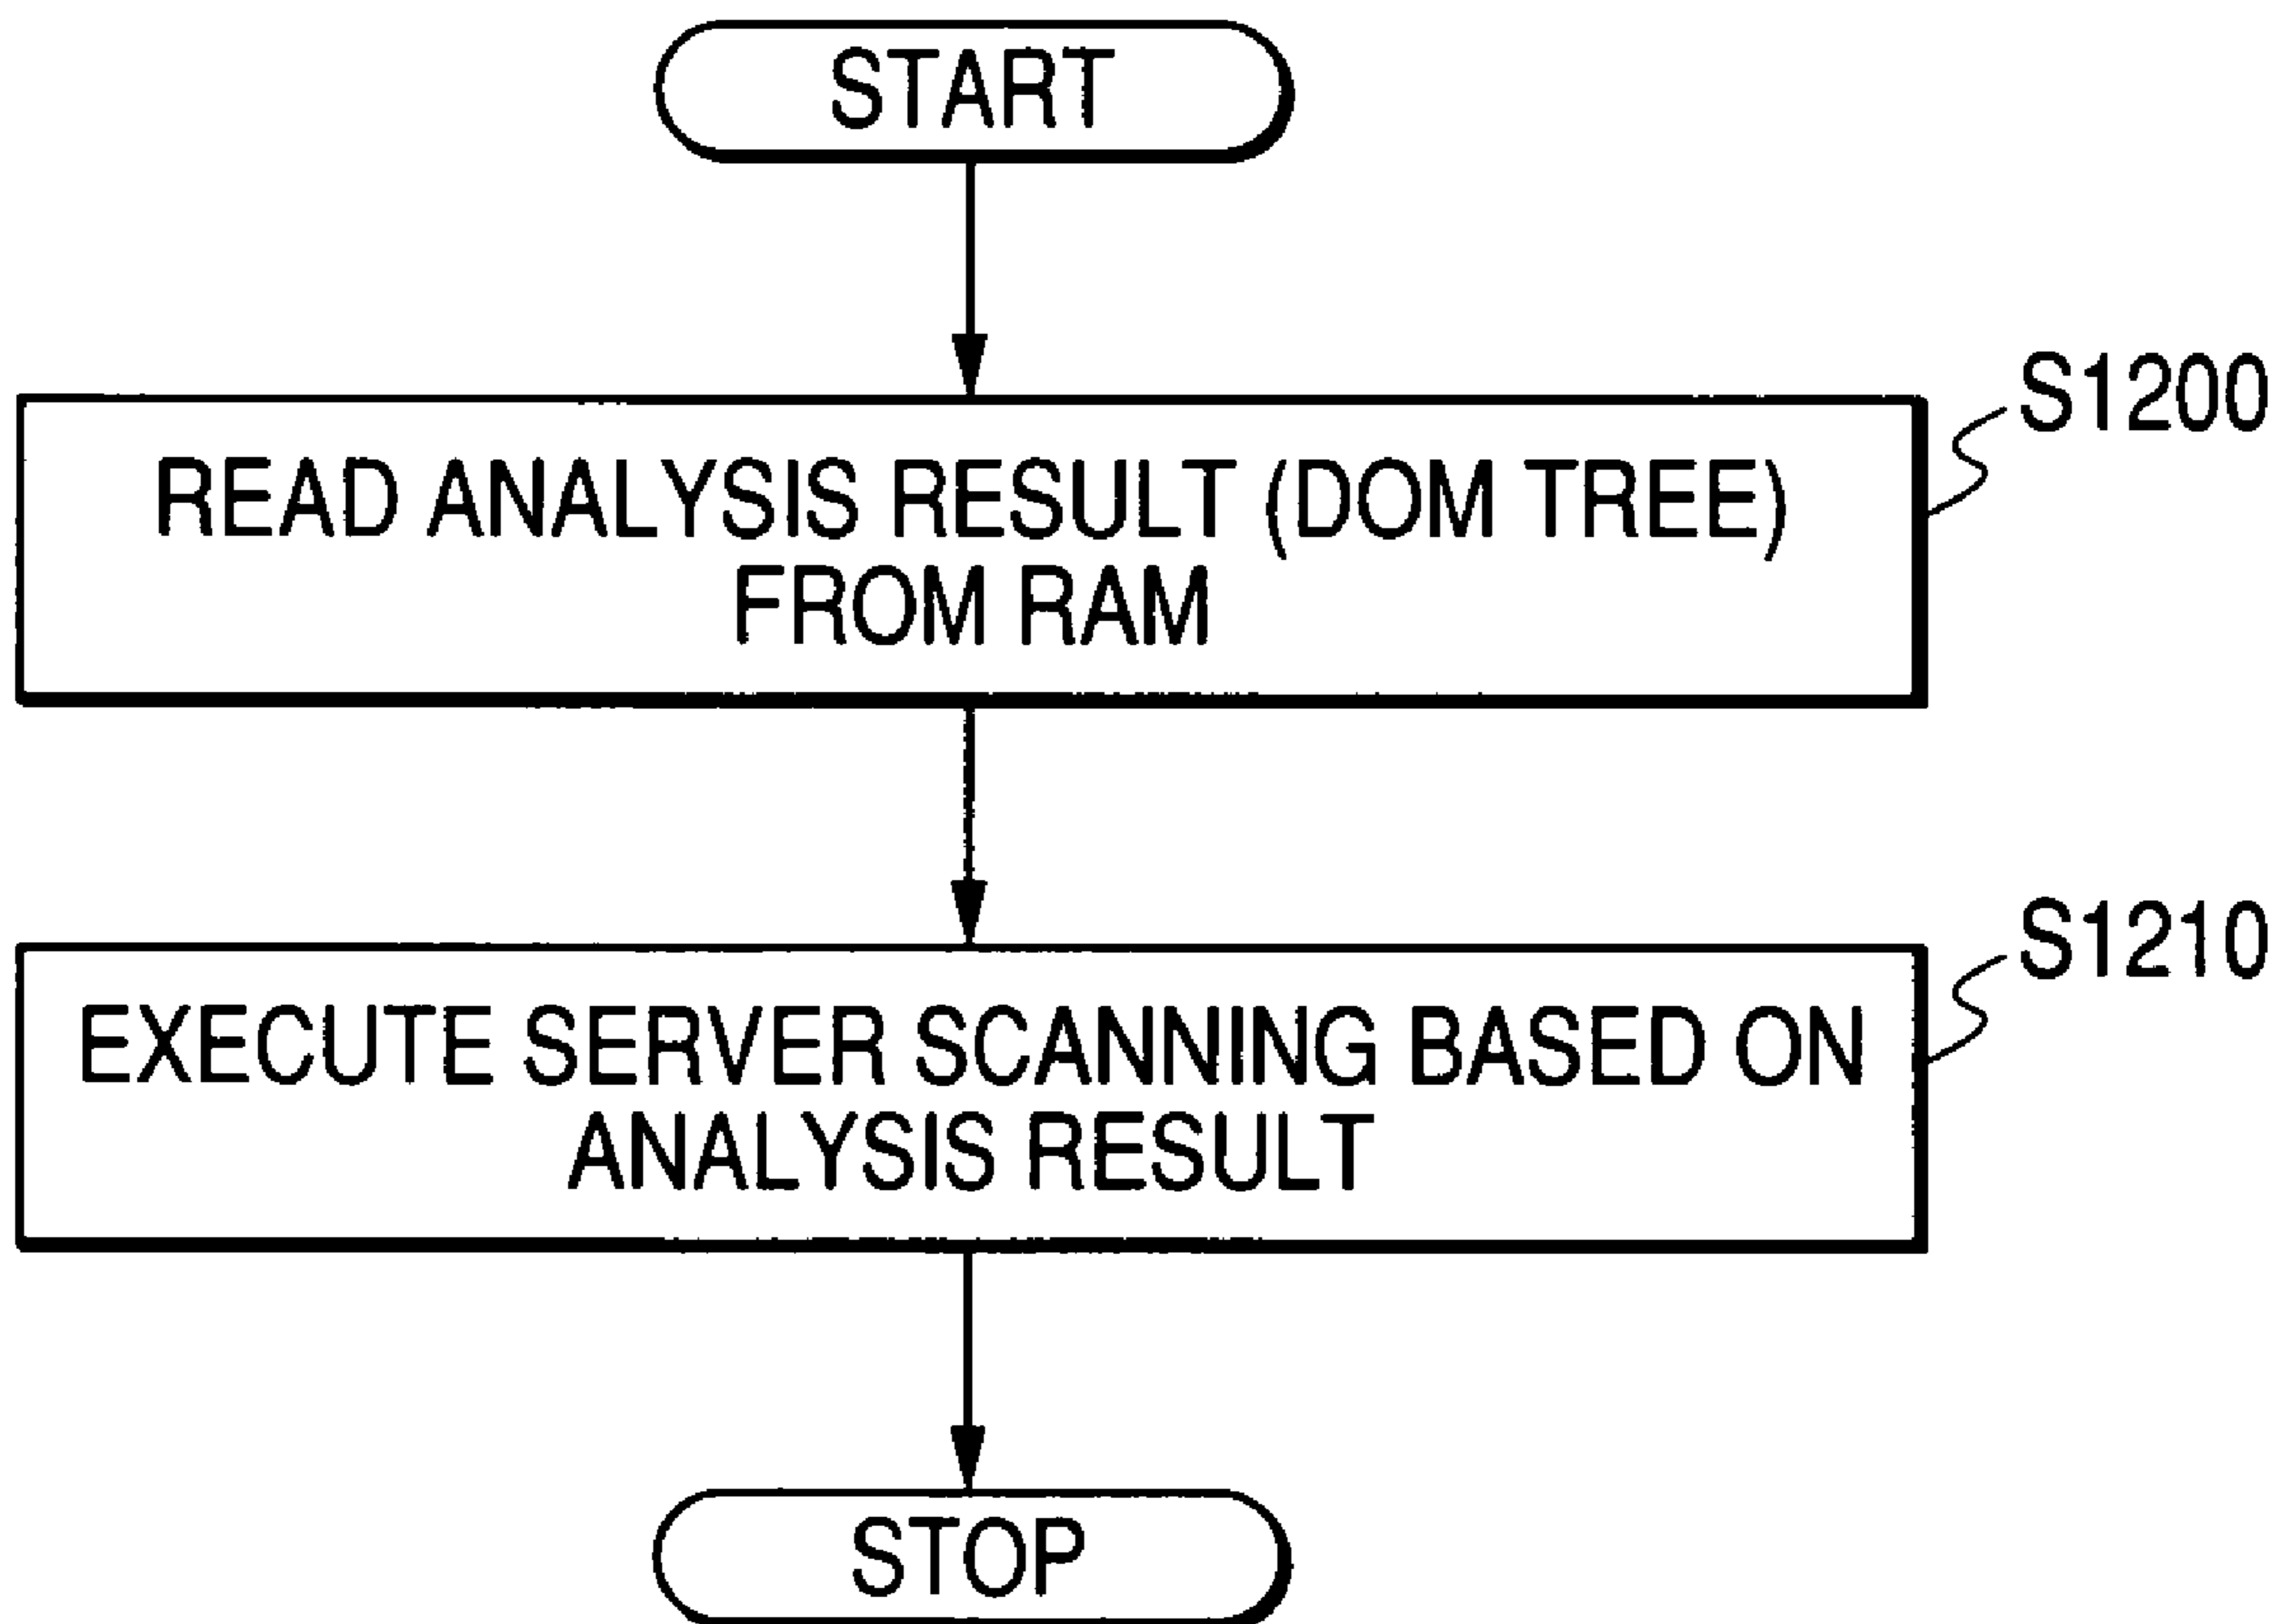 START
S1200
READ ANALYSIS RESULT (DOM TREE)
FROM RAM
S1210
EXECUTE SERVER SCANNING BASED ON
ANALYSIS RESULT
STOP